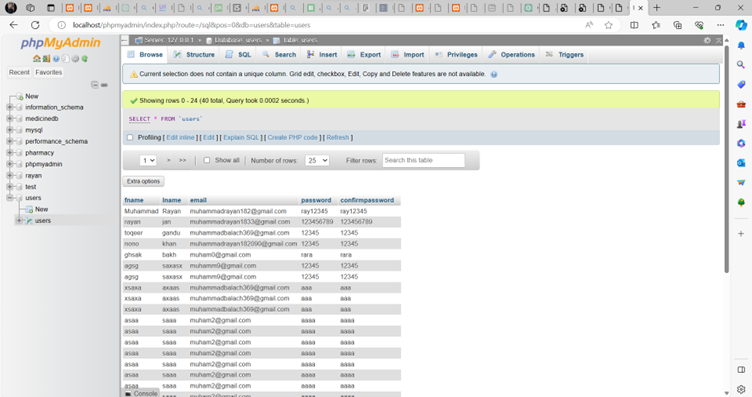 localhost/phpmyadmin/index.php?route=/sql&pos=0&db=users&table=users
phpMyAdmin
Recent Favorites
New
information_schema
medicinedb
mysql
performance_schema
pharmacy
phpmyadmin
rayan
test
users
New
users
Server: 127.0.0.1 » Database: users » Table: users
Browse Structure SQL Search Insert Export Import Privileges Operations Triggers
Current selection does not contain a unique column. Grid edit, checkbox, Edit, Copy and Delete features are not available.
Showing rows 0 - 24 (40 total, Query took 0.0002 seconds.)
SELECT * FROM `users`
Profiling [ Edit inline ] [ Edit ] [ Explain SQL ] [ Create PHP code ] [ Refresh ]
1 > >> Show all Number of rows: 25 Filter rows: Search this table
Extra options
fname lname email password confirmpassword
Muhammad Rayan muhammadrayan182@gmail.com ray12345 ray12345
rayan jan muhammadrayan1833@gmail.com 123456789 123456789
toqeer gandu muhammadbalach369@gmail.com 12345 12345
nono khan muhammadrayan182090@gmail.com 12345 12345
ghsak bakh muham0@gmail.com rara rara
agsg saxasx muhamm9@gmail.com 12345 12345
agsg saxasx muhamm9@gmail.com 12345 12345
xsaxa axaas muhammadbalach369@gmail.com aaa aaa
xsaxa axaas muhammadbalach369@gmail.com aaa aaa
xsaxa axaas muhammadbalach369@gmail.com aaa aaa
asaa saaa muham2@gmail.com aaaa aaaa
asaa saaa muham2@gmail.com aaaa aaaa
asaa saaa muham2@gmail.com aaaa aaaa
asaa saaa muham2@gmail.com aaaa aaaa
asaa saaa muham2@gmail.com aaaa aaaa
asaa saaa muham2@gmail.com aaaa aaaa
asaa saaa muham2@gmail.com aaaa aaaa
Console